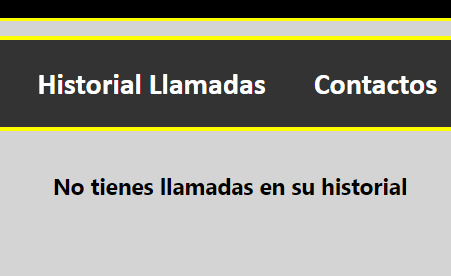 Historial Llamadas Contactos
No tienes llamadas en su historial